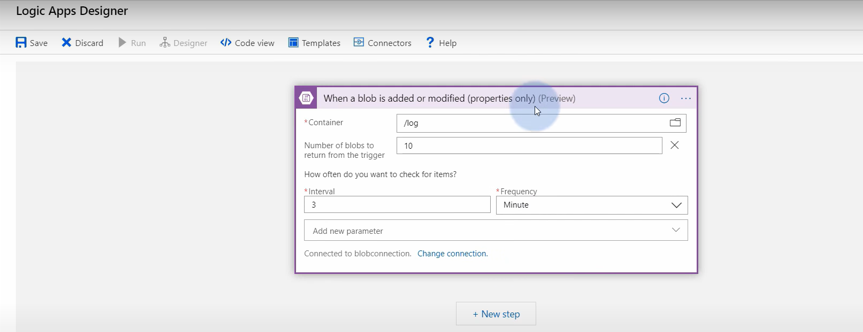 Logic Apps Designer
Save Discard Run Designer Code view Templates Connectors ? Help
When a blob is added or modified (properties only) (Preview)
*Container /log
Number of blobs to return from the trigger 10
How often do you want to check for items?
*Interval *Frequency
3 Minute
Add new parameter
Connected to blobconnection. Change connection.
+ New step